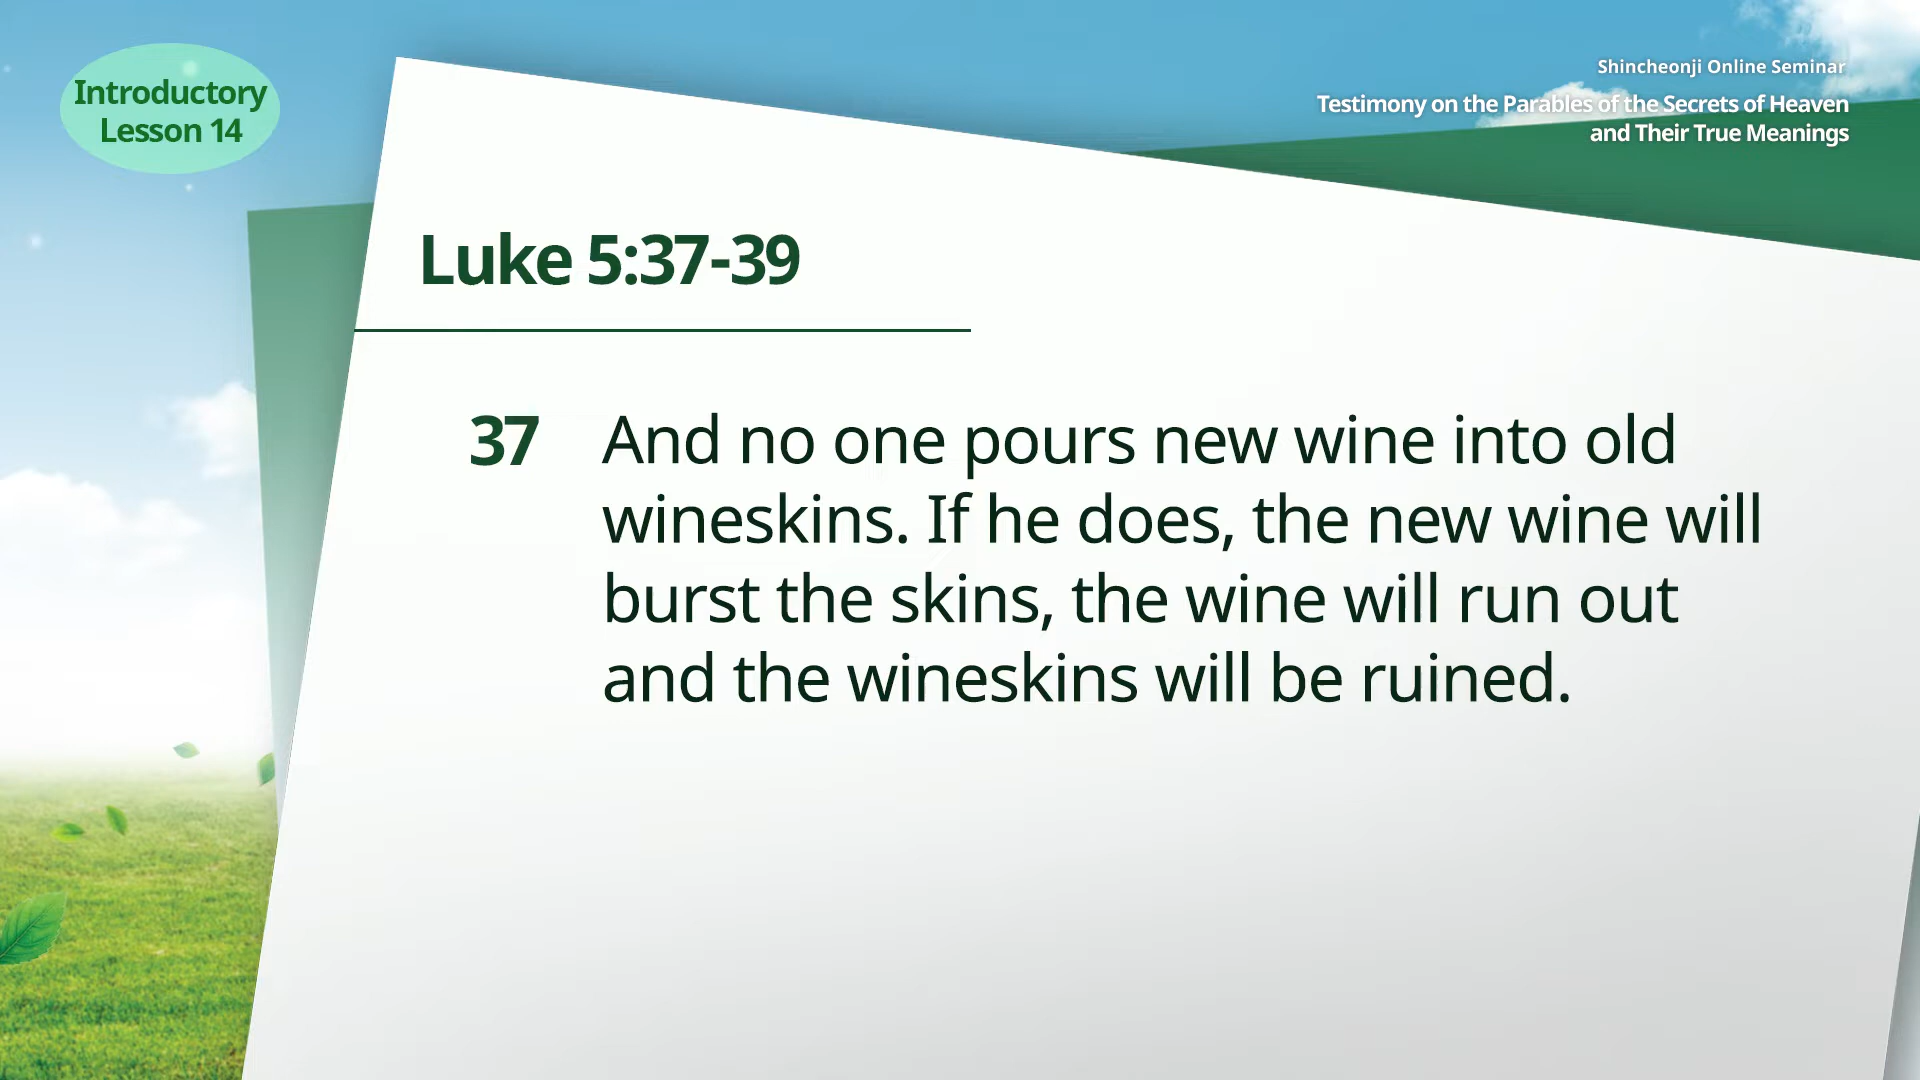 Introductory
Lesson 14
Shincheonji Online Seminar
Testimony on the Parables of the Secrets of Heaven
and Their True Meanings
Luke 5:37-39
37 And no one pours new wine into old
wineskins. If he does, the new wine will
burst the skins, the wine will run out
and the wineskins will be ruined.